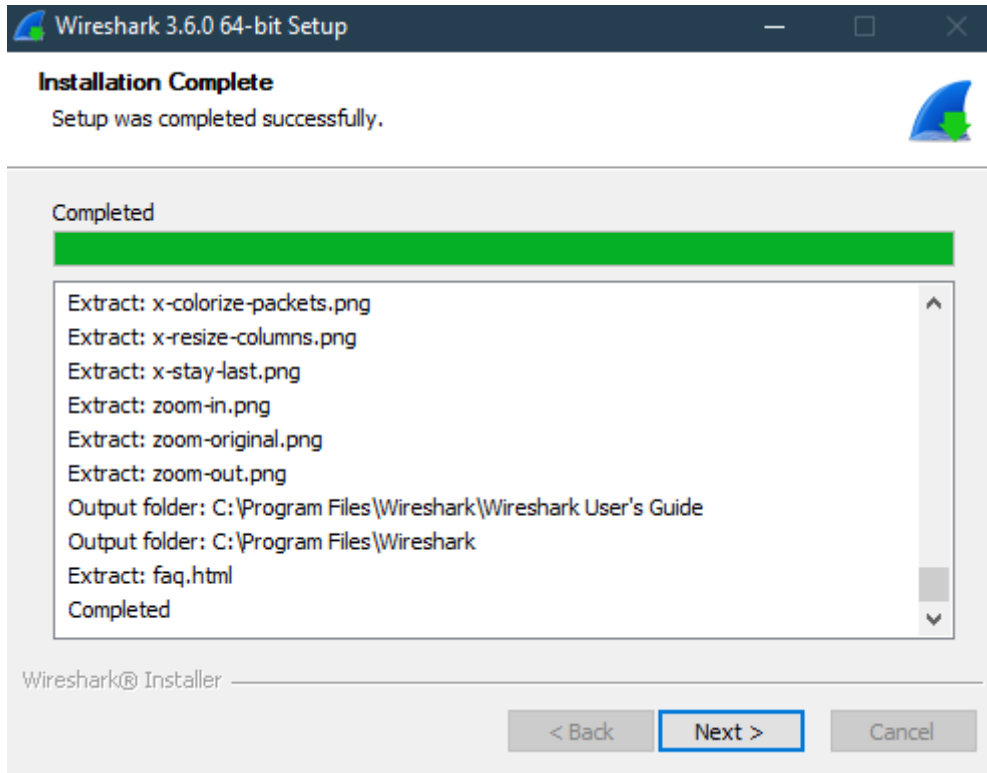 Wireshark 3.6.0 64-bit Setup
Installation Complete
Setup was completed successfully.
Completed
Extract: x-colorize-packets.png
Extract: x-resize-columns.png
Extract: x-stay-last.png
Extract: zoom-in.png
Extract: zoom-original.png
Extract: zoom-out.png
Output folder: C:\Program Files\Wireshark\Wireshark User's Guide
Output folder: C:\Program Files\Wireshark
Extract: faq.html
Completed
Wireshark® Installer
< Back Next > Cancel